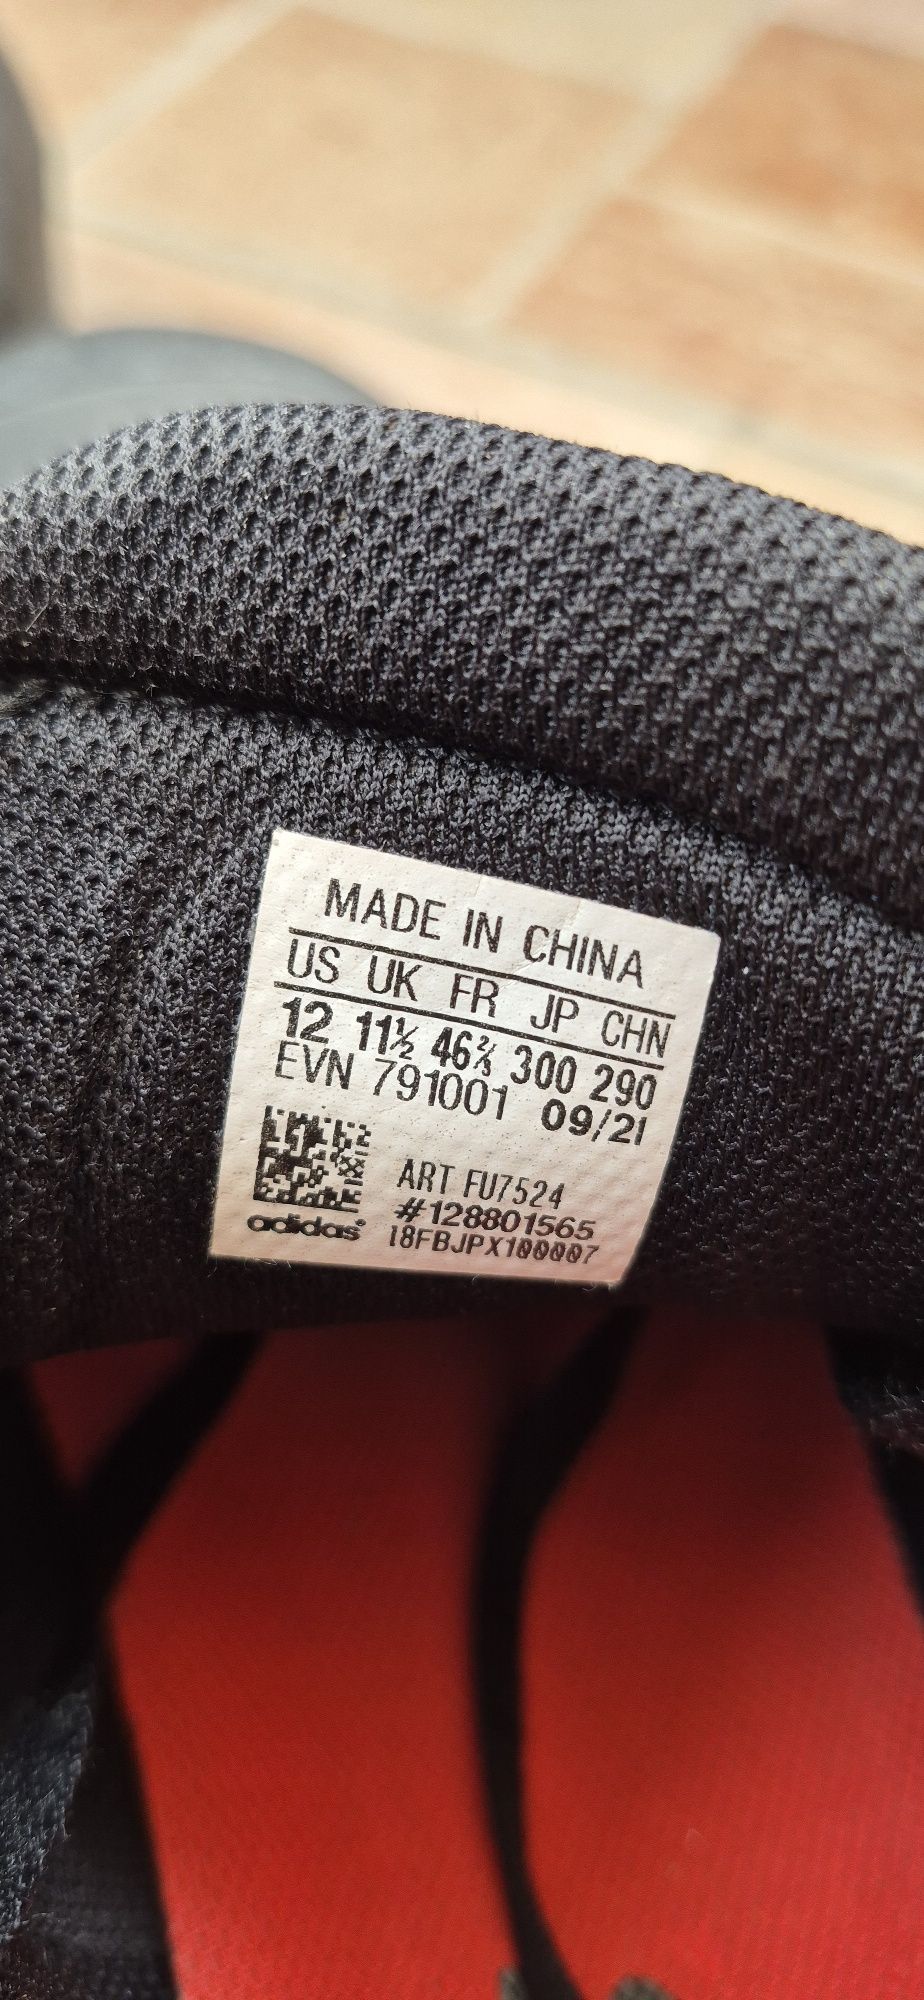 MADE IN CHINA
US UK FR JP CHN
12 11½ 46⅔ 300 290
EVN 791001 09/21
ART FU7524
#128801565
adidas® I8FBJPX100007